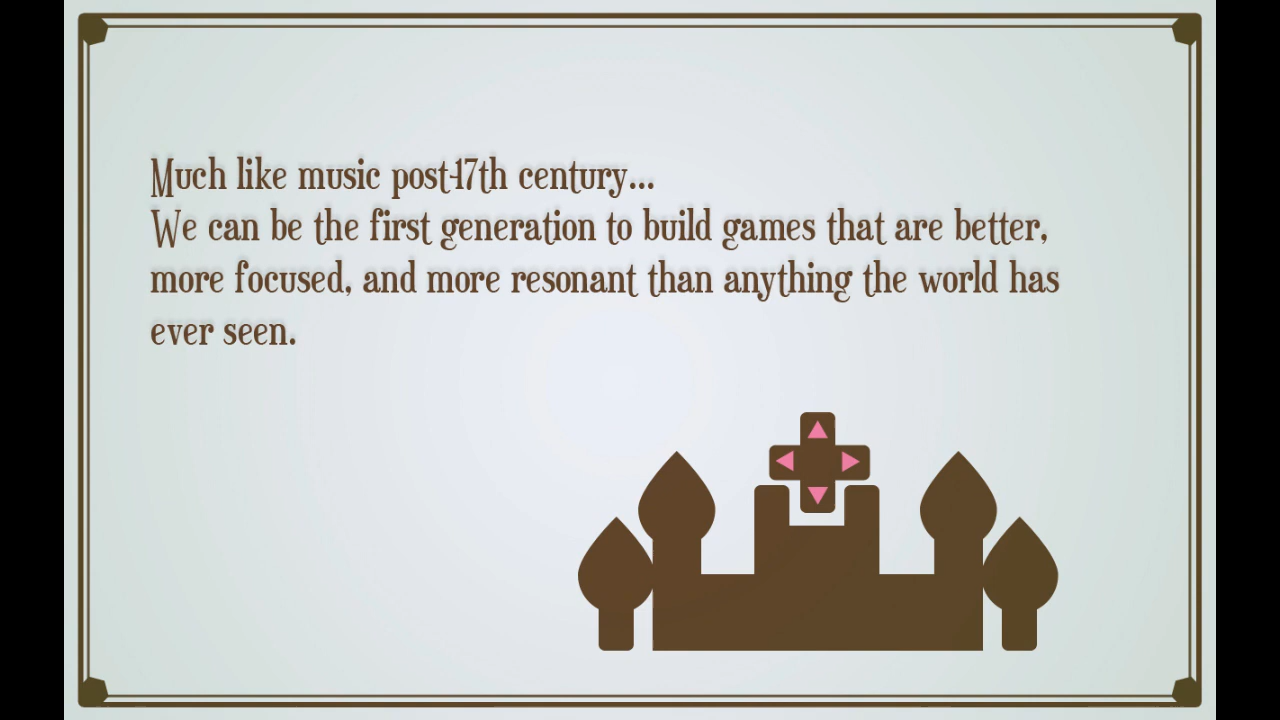 Much like music post-17th century...
We can be the first generation to build games that are better,
more focused, and more resonant than anything the world has
ever seen.